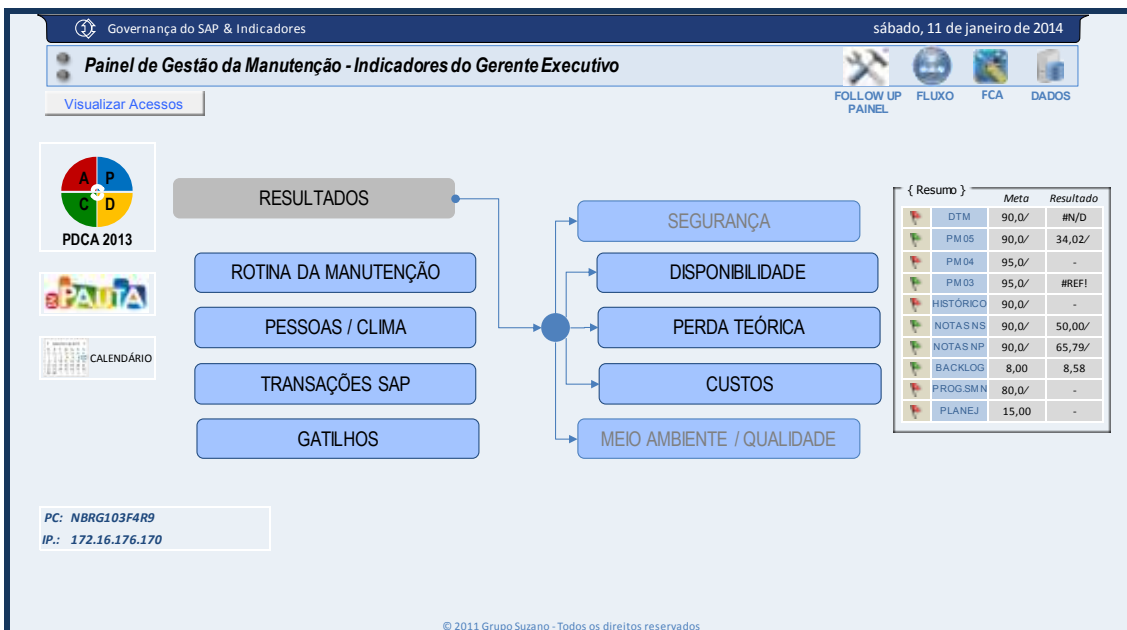 Governança do SAP & Indicadores
sábado, 11 de janeiro de 2014
Painel de Gestão da Manutenção - Indicadores do Gerente Executivo
FOLLOW UP PAINEL
FLUXO
FCA
DADOS
Visualizar Acessos
A P
C D
PDCA 2013
PAUTA
CALENDÁRIO
RESULTADOS
ROTINA DA MANUTENÇÃO
PESSOAS / CLIMA
TRANSAÇÕES SAP
GATILHOS
SEGURANÇA
DISPONIBILIDADE
PERDA TEÓRICA
CUSTOS
MEIO AMBIENTE / QUALIDADE
{ Resumo }
Meta Resultado
DTM 90,0⁄ #N/D
PM05 90,0⁄ 34,02⁄
PM04 95,0⁄ -
PM03 95,0⁄ #REF!
HISTÓRICO 90,0⁄ -
NOTAS NS 90,0⁄ 50,00⁄
NOTAS NP 90,0⁄ 65,79⁄
BACKLOG 8,00 8,58
PROG.SMN 80,0⁄ -
PLANEJ 15,00 -
PC: NBRG103F4R9
IP.: 172.16.176.170
© 2011 Grupo Suzano - Todos os direitos reservados